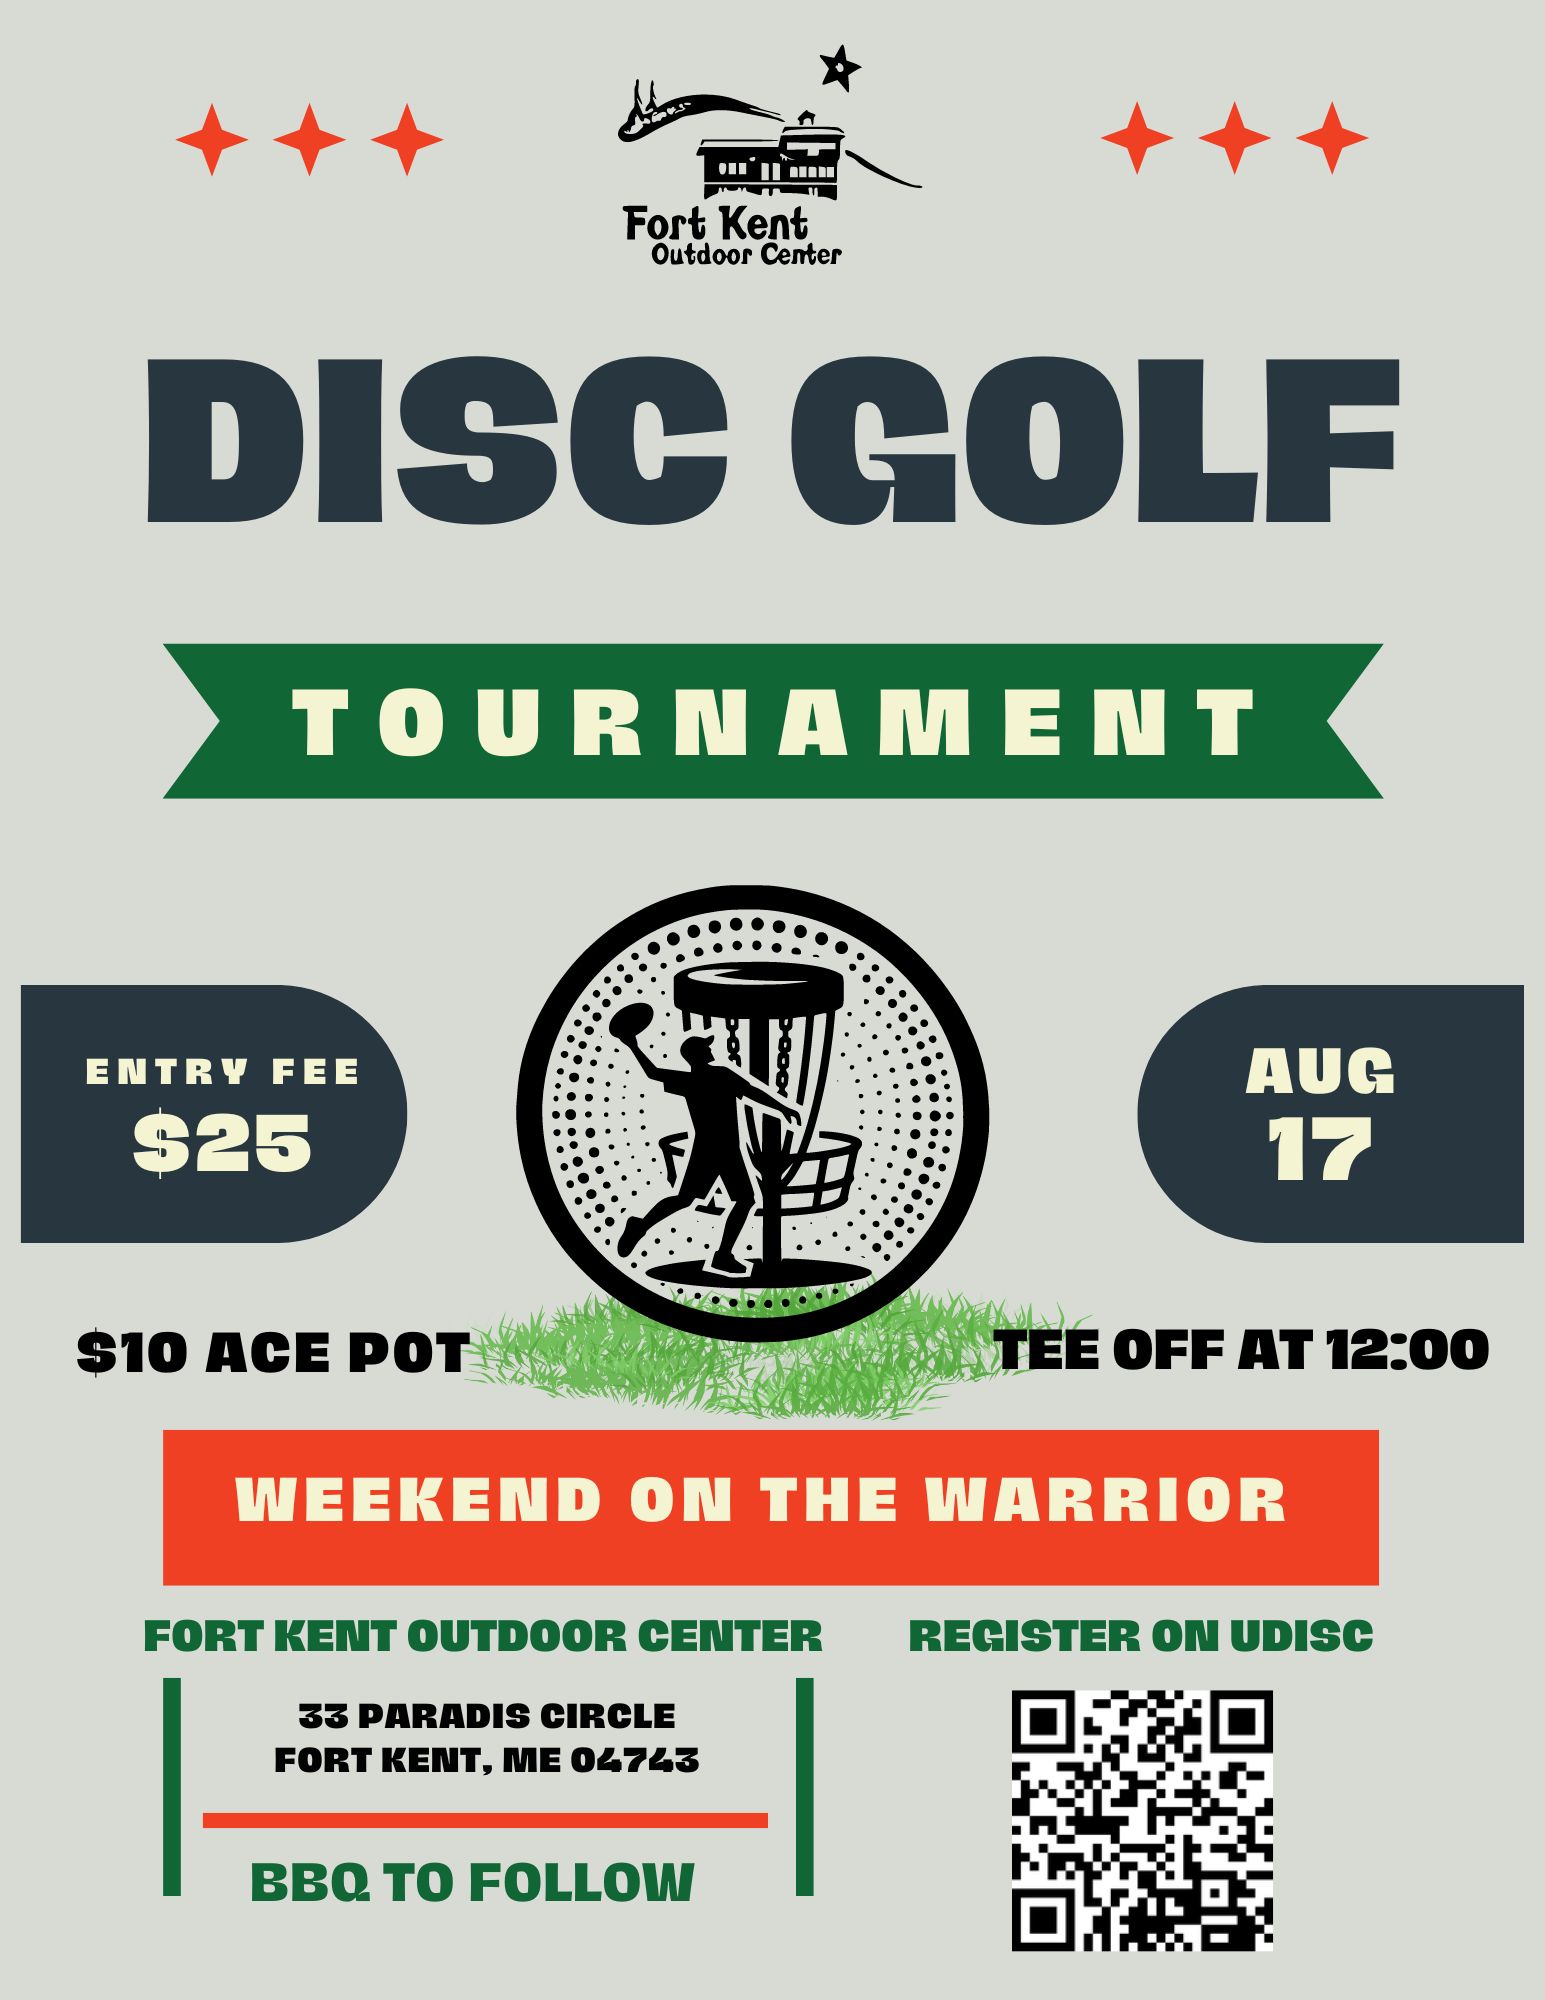 Fort Kent
Outdoor Center
DISC GOLF
TOURNAMENT
ENTRY FEE
$25
AUG
17
$10 ACE POT
TEE OFF AT 12:00
WEEKEND ON THE WARRIOR
FORT KENT OUTDOOR CENTER
33 PARADIS CIRCLE
FORT KENT, ME 04743
BBQ TO FOLLOW
REGISTER ON UDISC